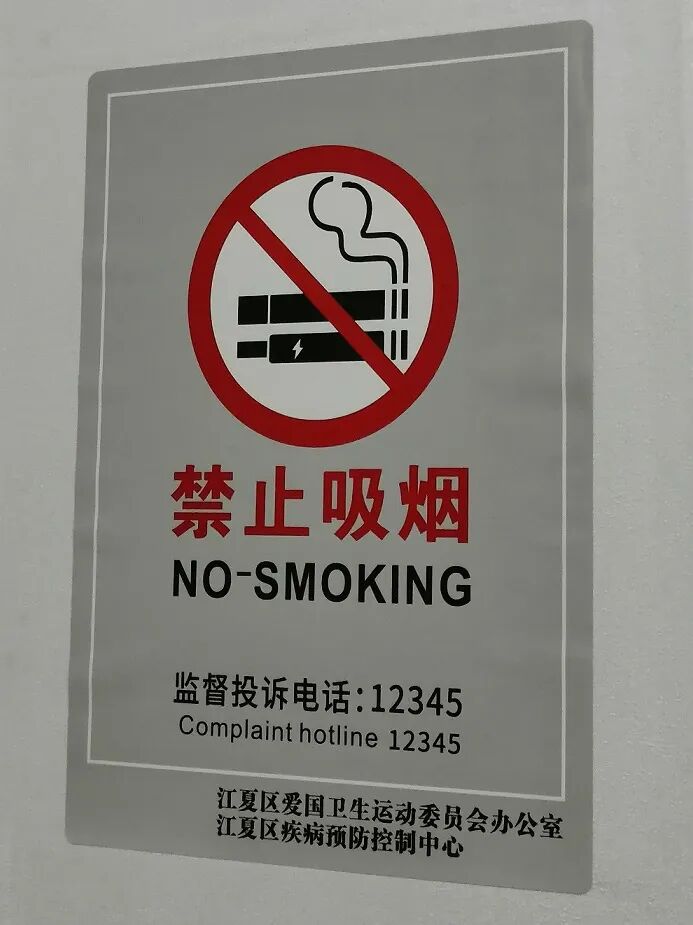 禁止吸烟
NO-SMOKING
监督投诉电话:12345
Complaint hotline 12345
江夏区爱国卫生运动委员会办公室
江夏区疾病预防控制中心